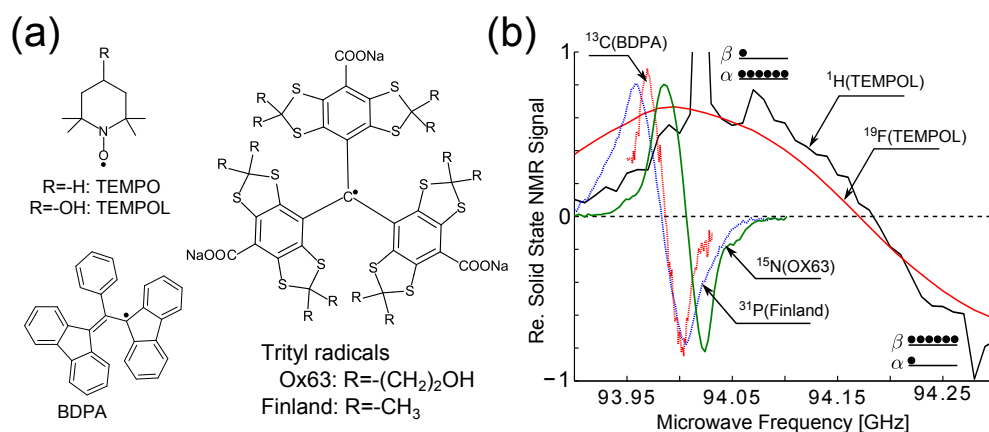 (a)
R
N
O
R=-H: TEMPO
R=-OH: TEMPOL
BDPA
COONa
R S S R
R S S R
R R
R R
S S
S C S
NaOOC S S COONa
S S
R R
R R
Trityl radicals
Ox63: R=-(CH2)2OH
Finland: R=-CH3
(b)
Re. Solid State NMR Signal
1
0
−1
93.95 94.05 94.15 94.25
Microwave Frequency [GHz]
13C(BDPA)
β
α
1H(TEMPOL)
19F(TEMPOL)
15N(OX63)
31P(Finland)
β
α